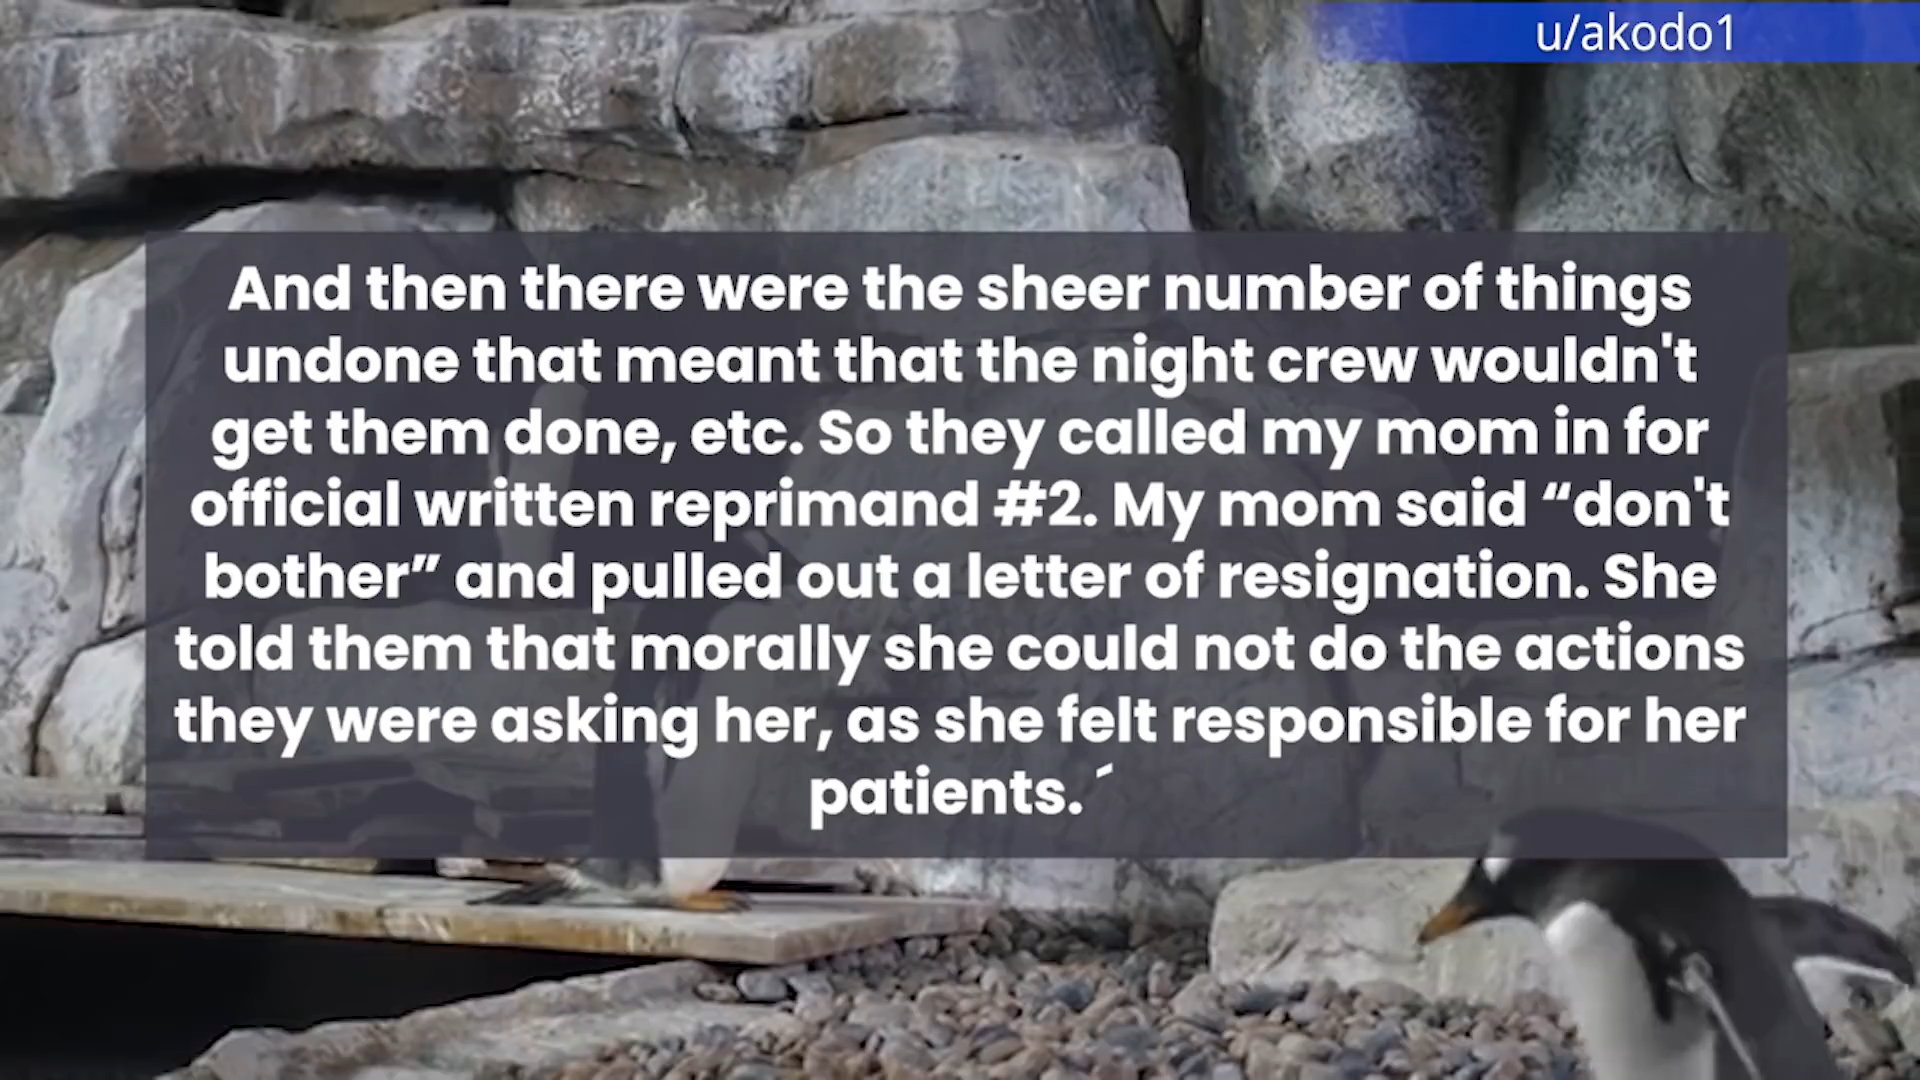 u/akodo1
And then there were the sheer number of things
undone that meant that the night crew wouldn't
get them done, etc. So they called my mom in for
official written reprimand #2. My mom said “don't
bother” and pulled out a letter of resignation. She
told them that morally she could not do the actions
they were asking her, as she felt responsible for her
patients.´